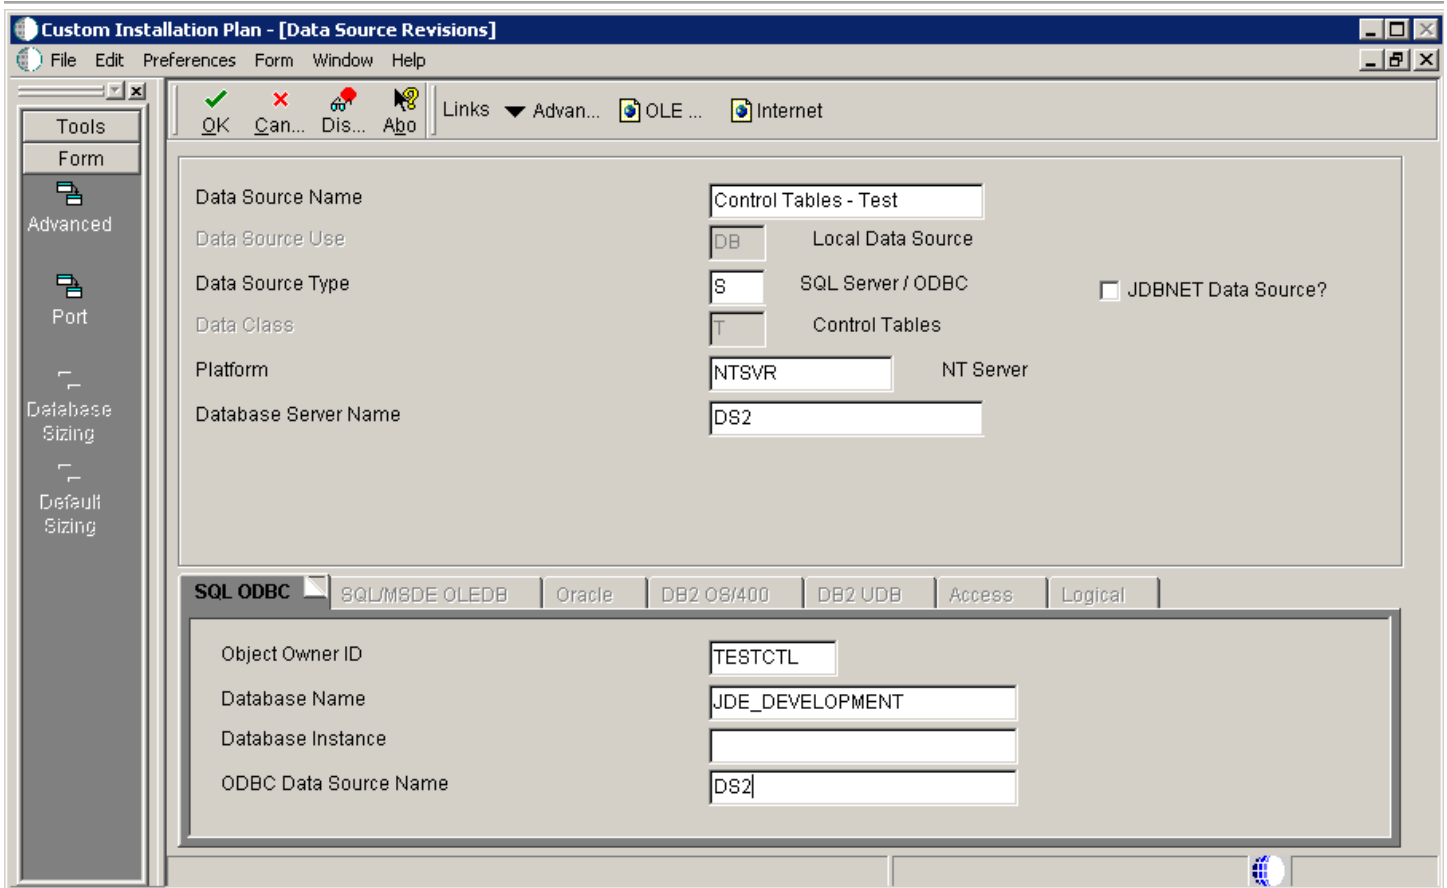 Custom Installation Plan - [Data Source Revisions]
File Edit Preferences Form Window Help
OK Can... Dis... Abo Links Advan... OLE ... Internet
Tools
Form
Advanced
Port
Database
Sizing
Default
Sizing
Data Source Name Control Tables - Test
Data Source Use DB Local Data Source
Data Source Type S SQL Server / ODBC JDBNET Data Source?
Data Class T Control Tables
Platform NTSVR NT Server
Database Server Name DS2
SQL ODBC SQL/MSDE OLEDB Oracle DB2 OS/400 DB2 UDB Access Logical
Object Owner ID TESTCTL
Database Name JDE_DEVELOPMENT
Database Instance
ODBC Data Source Name DS2